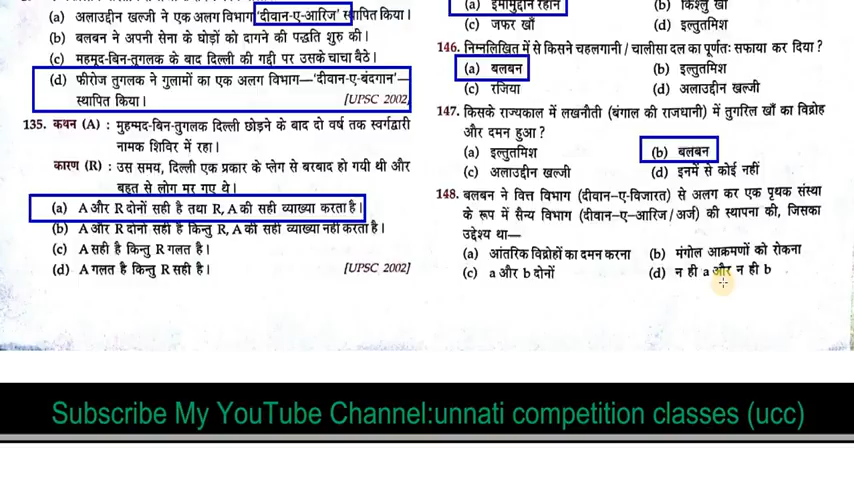 (a) अलाउद्दीन खल्जी ने एक अलग विभाग 'दीवान-ए-आरिज' स्थापित किया।
(b) बलबन ने अपनी सेना के घोड़ों को दागने की पद्धति शुरु की।
(c) महमूद-बिन-तुगलक के बाद दिल्ली की गद्दी पर उसके चाचा बैठे।
(d) फीरोज तुगलक ने गुलामों का एक अलग विभाग—'दीवान-ए-बंदगान'—
स्थापित किया। [UPSC 2002]
135. कथन (A) : मुहम्मद-बिन-तुगलक दिल्ली छोड़ने के बाद दो वर्ष तक स्वर्गद्वारी
नामक शिविर में रहा।
कारण (R) : उस समय, दिल्ली एक प्रकार के प्लेग से बरबाद हो गयी थी और
बहुत से लोग मर गए थे।
(a) A और R दोनों सही है तथा R, A की सही व्याख्या करता है।
(b) A और R दोनों सही है किन्तु R, A की सही व्याख्या नहीं करता है।
(c) A सही है किन्तु R गलत है।
(d) A गलत है किन्तु R सही है। [UPSC 2002]
(a) इमामुद्दीन रहान (b) किश्लु खाँ
(c) जफर खाँ (d) इल्तुतमिश
146. निम्नलिखित में से किसने चहलगानी/चालीसा दल का पूर्णतः सफाया कर दिया?
(a) बलबन (b) इल्तुतमिश
(c) रजिया (d) अलाउद्दीन खल्जी
147. किसके राज्यकाल में लखनौती (बंगाल की राजधानी) में तुगरिल खाँ का विद्रोह
और दमन हुआ?
(a) इल्तुतमिश (b) बलबन
(c) अलाउद्दीन खल्जी (d) इनमें से कोई नहीं
148. बलबन ने वित्त विभाग (दीवान-ए-विजारत) से अलग कर एक पृथक संस्था
के रूप में सैन्य विभाग (दीवान–ए–आरिज/अर्ज) की स्थापना की, जिसका
उद्देश्य था—
(a) आंतरिक विद्रोहों का दमन करना (b) मंगोल आक्रमणों को रोकना
(c) a और b दोनों (d) न ही a और न ही b
Subscribe My YouTube Channel:unnati competition classes (ucc)